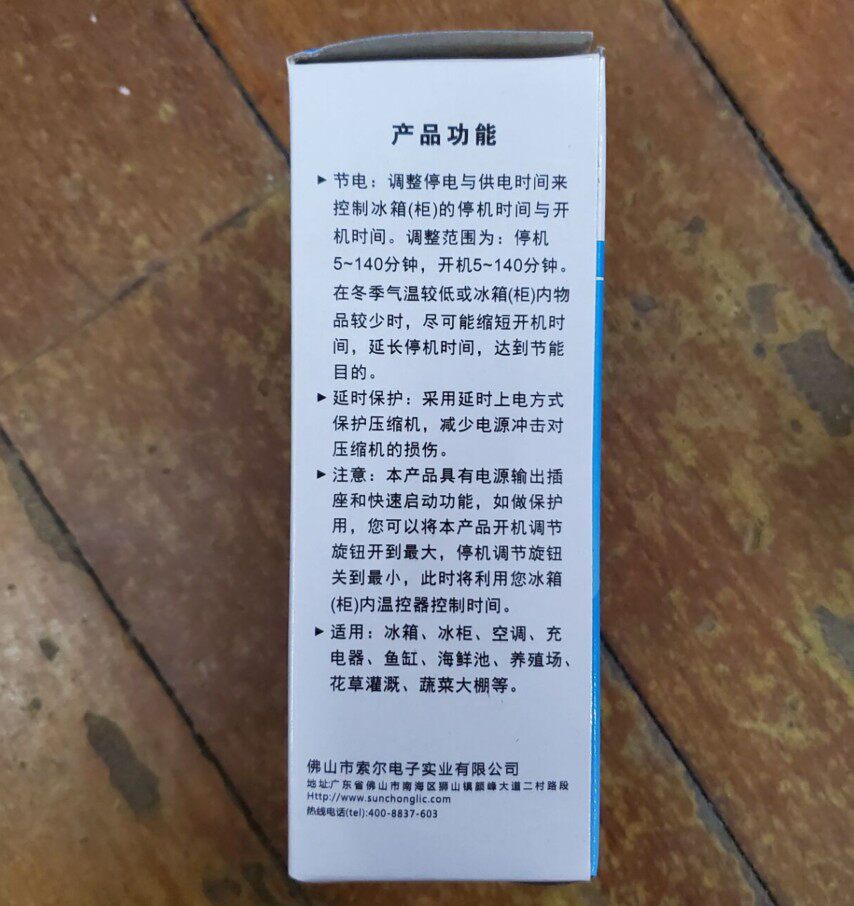 产品功能
▶节电：调整停电与供电时间来
控制冰箱(柜)的停机时间与开
机时间。调整范围为：停机
5~140分钟，开机5~140分钟。
在冬季气温较低或冰箱(柜)内物
品较少时，尽可能缩短开机时
间，延长停机时间，达到节能
目的。
▶延时保护：采用延时上电方式
保护压缩机，减少电源冲击对
压缩机的损伤。
▶注意：本产品具有电源输出插
座和快速启动功能，如做保护
用，您可以将本产品开机调节
旋钮开到最大，停机调节旋钮
关到最小，此时将利用您冰箱
(柜)内温控器控制时间。
▶适用：冰箱、冰柜、空调、充
电器、鱼缸、海鲜池、养殖场、
花草灌溉、蔬菜大棚等。
佛山市索尔电子实业有限公司
地址:广东省佛山市南海区狮山镇颜峰大道二村路段
Http://www.sunchonglic.com
热线电话(tel):400-8837-603